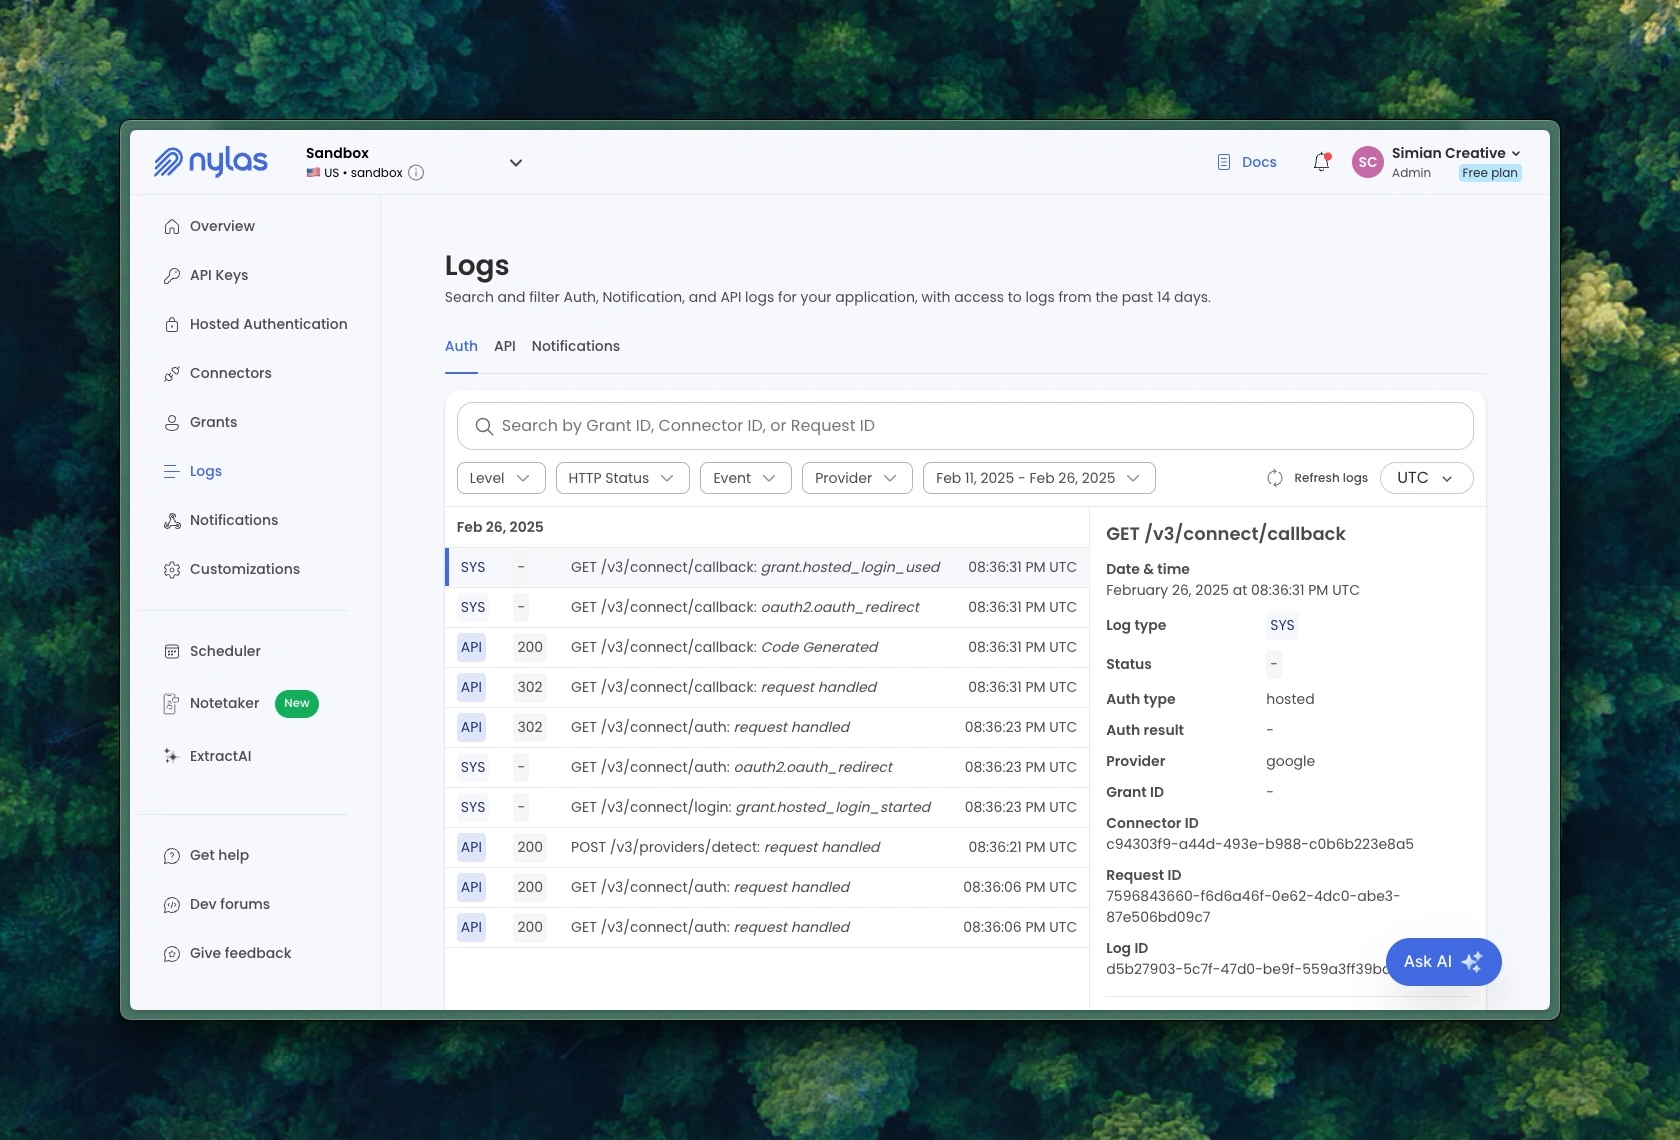 nylas
Sandbox
US • sandbox
Docs
SC
Simian Creative
Admin
Free plan
Overview
API Keys
Hosted Authentication
Connectors
Grants
Logs
Notifications
Customizations
Scheduler
Notetaker
New
ExtractAI
Get help
Dev forums
Give feedback
Logs
Search and filter Auth, Notification, and API logs for your application, with access to logs from the past 14 days.
Auth API Notifications
Search by Grant ID, Connector ID, or Request ID
Level HTTP Status Event Provider Feb 11, 2025 - Feb 26, 2025 Refresh logs UTC
Feb 26, 2025
SYS - GET /v3/connect/callback: grant.hosted_login_used 08:36:31 PM UTC
SYS - GET /v3/connect/callback: oauth2.oauth_redirect 08:36:31 PM UTC
API 200 GET /v3/connect/callback: Code Generated 08:36:31 PM UTC
API 302 GET /v3/connect/callback: request handled 08:36:31 PM UTC
API 302 GET /v3/connect/auth: request handled 08:36:23 PM UTC
SYS - GET /v3/connect/auth: oauth2.oauth_redirect 08:36:23 PM UTC
SYS - GET /v3/connect/login: grant.hosted_login_started 08:36:23 PM UTC
API 200 POST /v3/providers/detect: request handled 08:36:21 PM UTC
API 200 GET /v3/connect/auth: request handled 08:36:06 PM UTC
API 200 GET /v3/connect/auth: request handled 08:36:06 PM UTC
GET /v3/connect/callback
Date & time
February 26, 2025 at 08:36:31 PM UTC
Log type SYS
Status -
Auth type hosted
Auth result -
Provider google
Grant ID -
Connector ID
c94303f9-a44d-493e-b988-c0b6b223e8a5
Request ID
7596843660-f6d6a46f-0e62-4dc0-abe3-
87e506bd09c7
Log ID
d5b27903-5c7f-47d0-be9f-559a3ff39b
Ask AI